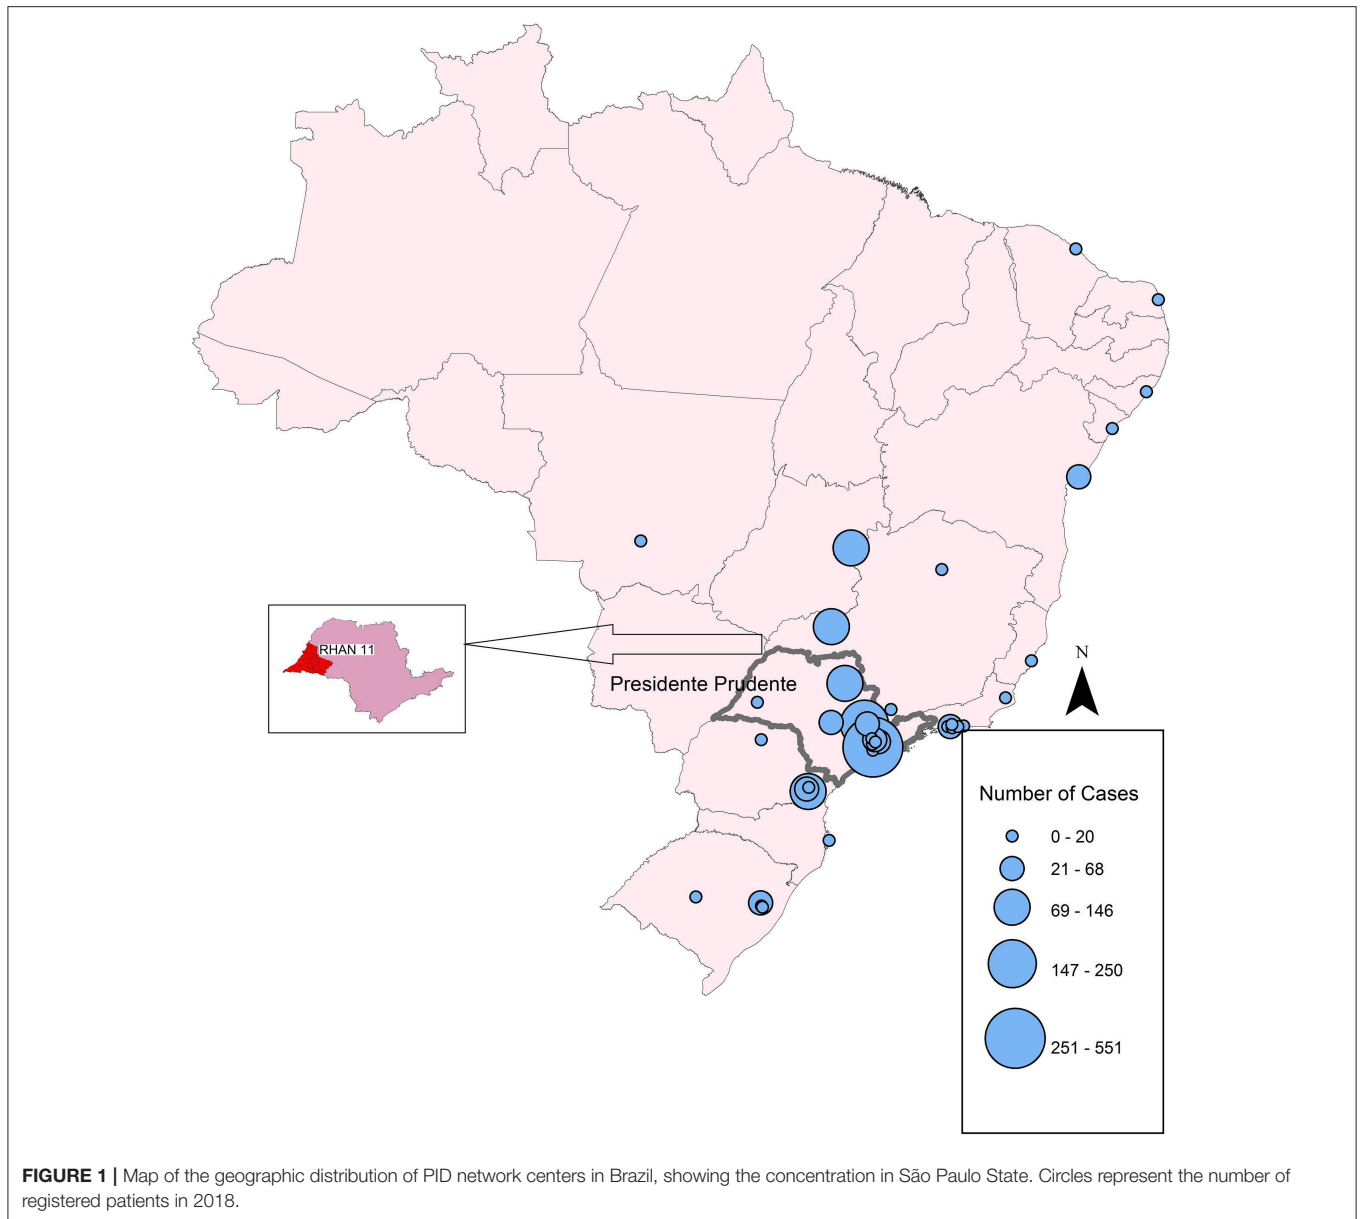 RHAN 11
Presidente Prudente
N
Number of Cases
0 - 20
21 - 68
69 - 146
147 - 250
251 - 551
FIGURE 1 | Map of the geographic distribution of PID network centers in Brazil, showing the concentration in São Paulo State. Circles represent the number of
registered patients in 2018.